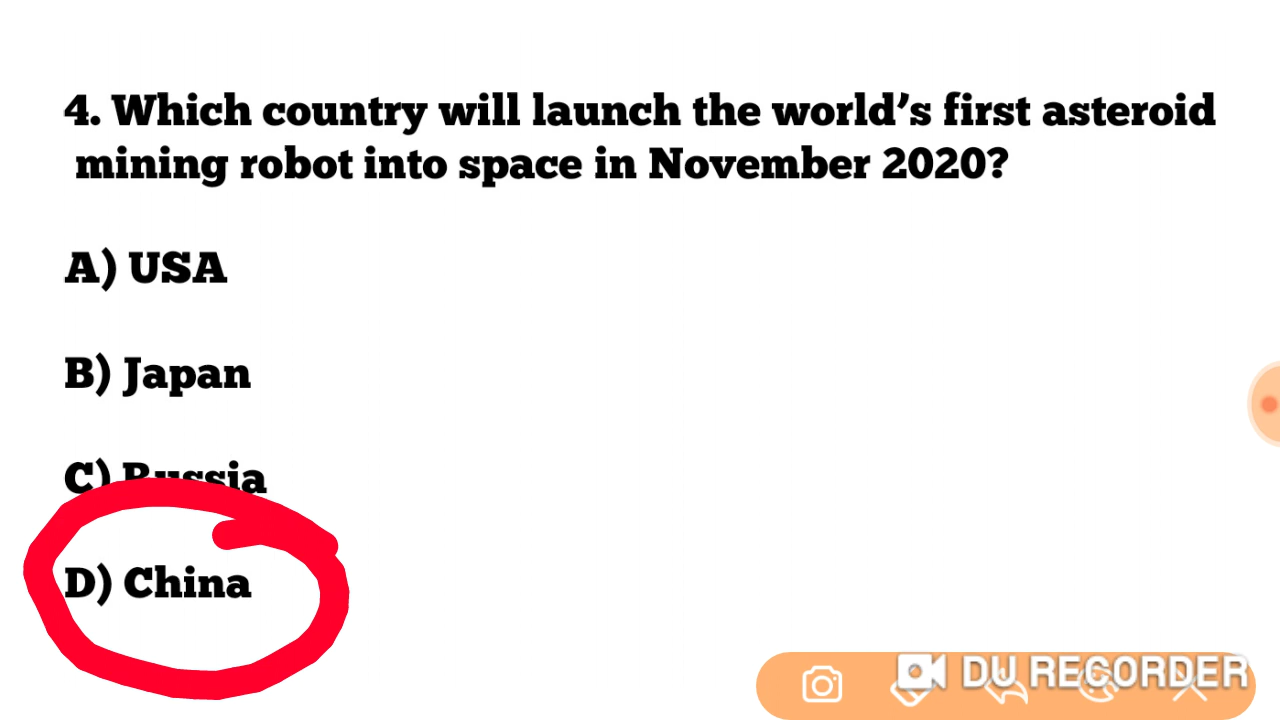 4. Which country will launch the world’s first asteroid
mining robot into space in November 2020?
A) USA
B) Japan
C) Russia
D) China
DU RECORDER